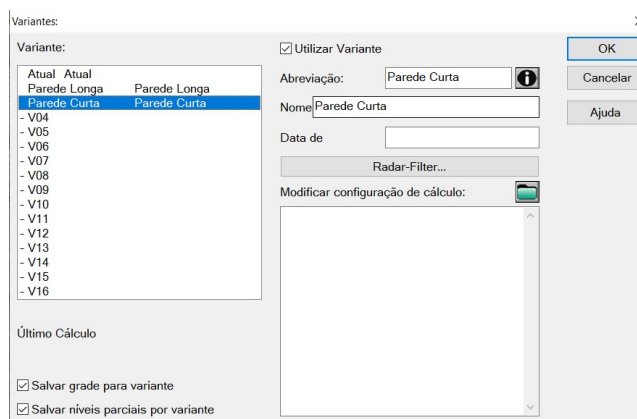 Variantes:
Variante:
Atual Atual
Parede Longa Parede Longa
Parede Curta Parede Curta
- V04
- V05
- V06
- V07
- V08
- V09
- V10
- V11
- V12
- V13
- V14
- V15
- V16
Último Cálculo
Salvar grade para variante
Salvar níveis parciais por variante
Utilizar Variante
Abreviação: Parede Curta
Nome Parede Curta
Data de
Radar-Filter...
Modificar configuração de cálculo:
OK
Cancelar
Ajuda